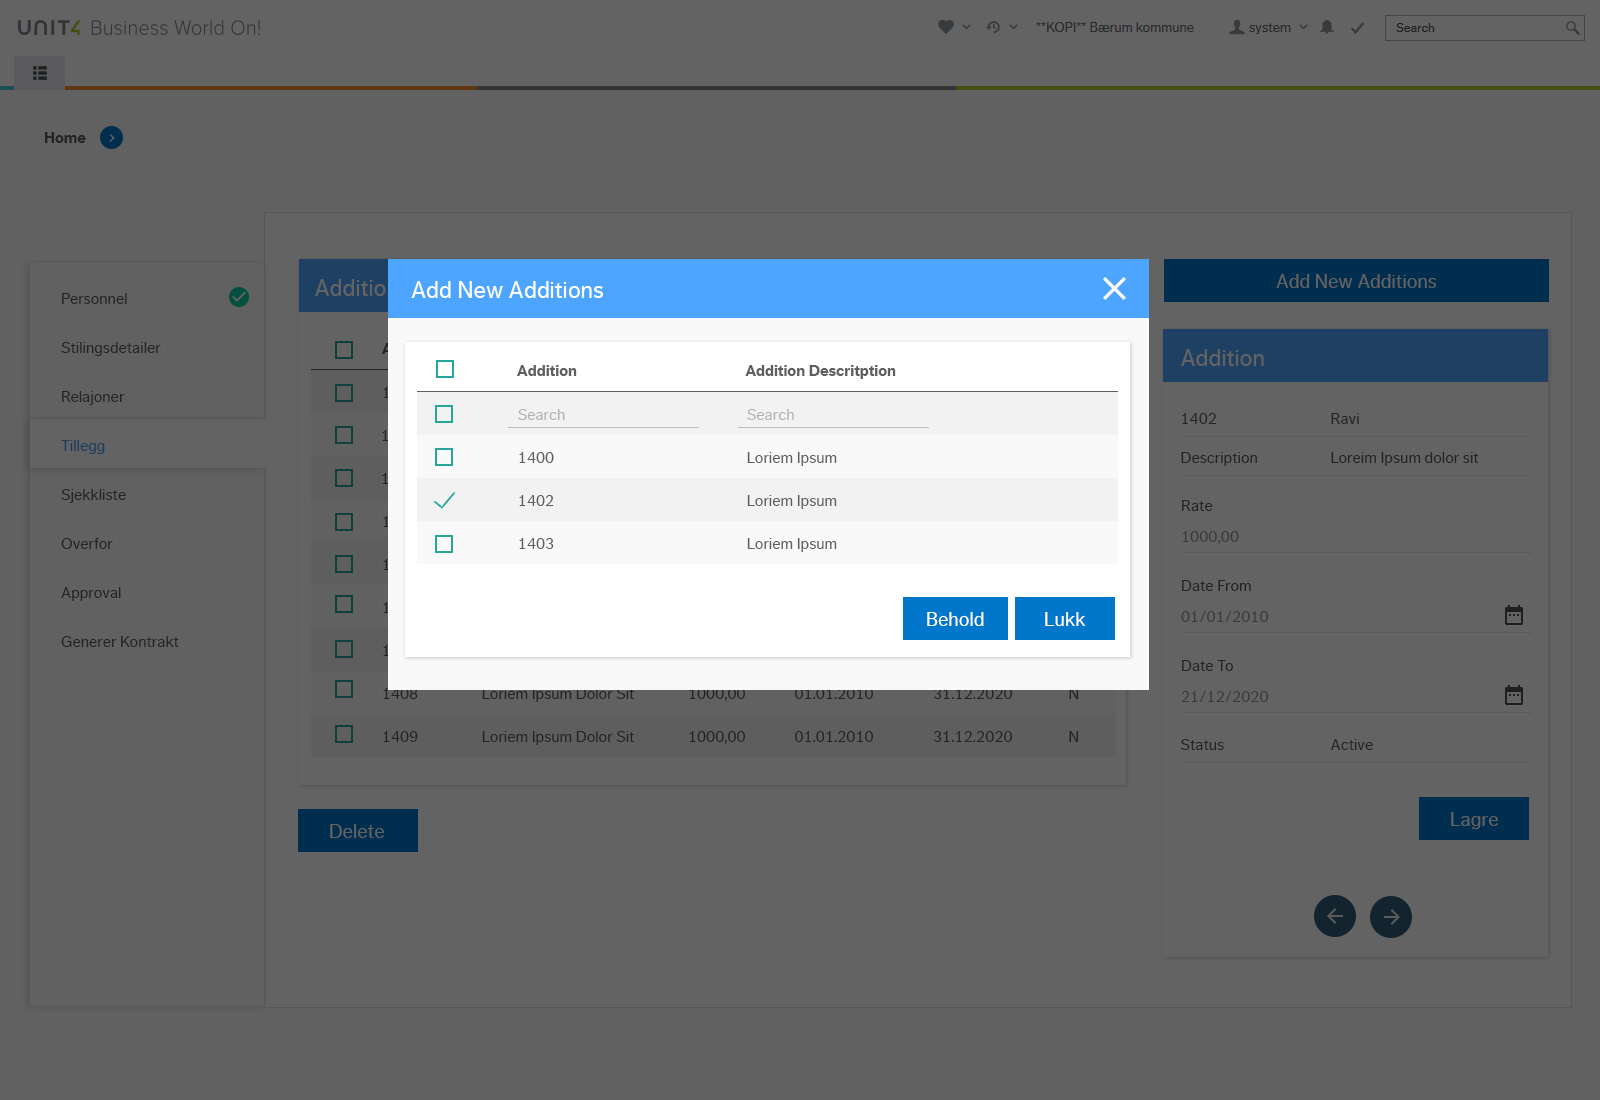 UNIT4 Business World On!
**KOPI** Bærum kommune
system
Search
Home
Personnel
Stilingsdetailer
Relajoner
Tillegg
Sjekkliste
Overfor
Approval
Generer Kontrakt
Add New Additions
Addition Addition Descritption
Search Search
1400 Loriem Ipsum
1402 Loriem Ipsum
1403 Loriem Ipsum
Behold Lukk
1408 Loriem Ipsum Dolor Sit 1000,00 01.01.2010 31.12.2020 N
1409 Loriem Ipsum Dolor Sit 1000,00 01.01.2010 31.12.2020 N
Delete
Add New Additions
Addition
1402 Ravi
Description Loreim Ipsum dolor sit
Rate
1000,00
Date From
01/01/2010
Date To
21/12/2020
Status Active
Lagre